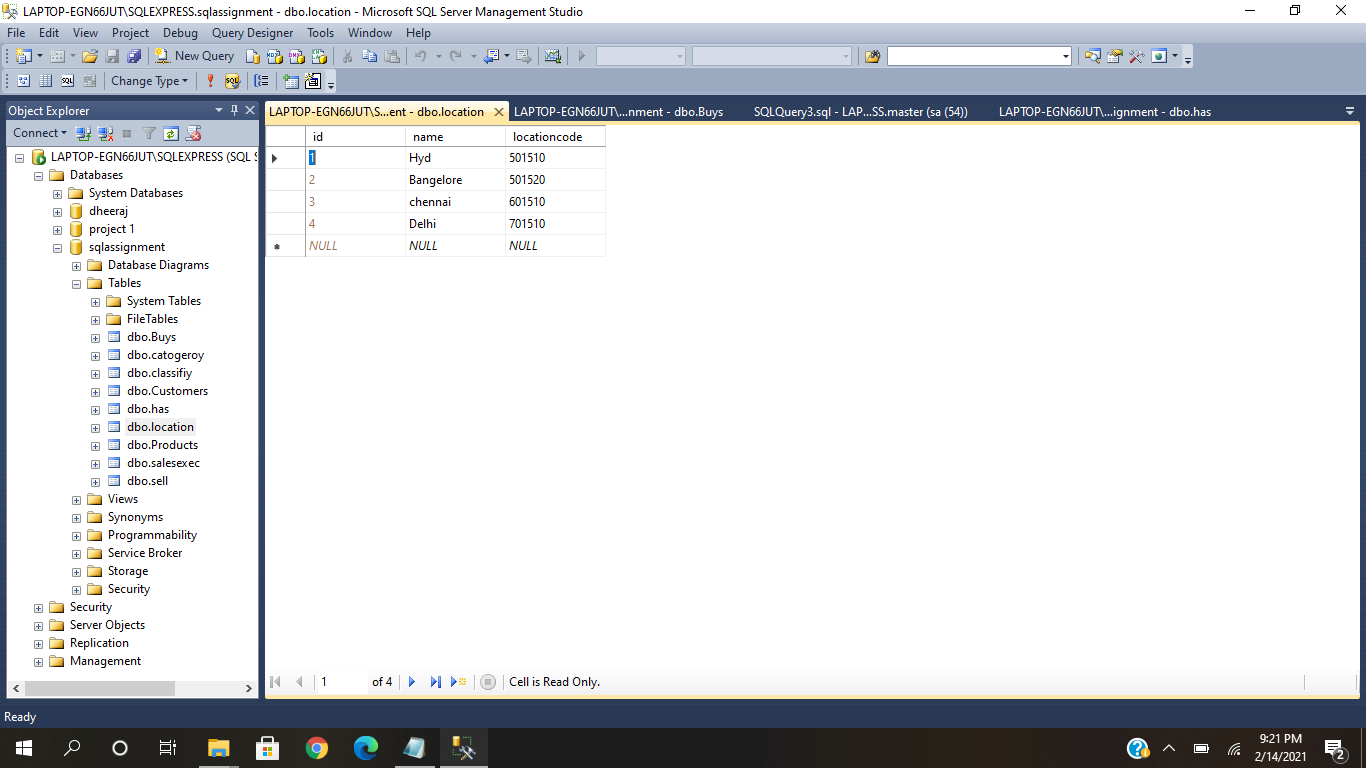 LAPTOP-EGN66JUT\SQLEXPRESS.sqlassignment - dbo.location - Microsoft SQL Server Management Studio
File Edit View Project Debug Query Designer Tools Window Help
New Query
Change Type
Object Explorer
Connect
LAPTOP-EGN66JUT\SQLEXPRESS (SQL S
Databases
System Databases
dheeraj
project 1
sqlassignment
Database Diagrams
Tables
System Tables
FileTables
dbo.Buys
dbo.catogeroy
dbo.classifiy
dbo.Customers
dbo.has
dbo.location
dbo.Products
dbo.salesexec
dbo.sell
Views
Synonyms
Programmability
Service Broker
Storage
Security
Security
Server Objects
Replication
Management
LAPTOP-EGN66JUT\S...ent - dbo.location LAPTOP-EGN66JUT\...nment - dbo.Buys SQLQuery3.sql - LAP...SS.master (sa (54)) LAPTOP-EGN66JUT\...ignment - dbo.has
id name locationcode
1 Hyd 501510
2 Bangelore 501520
3 chennai 601510
4 Delhi 701510
NULL NULL NULL
1 of 4 Cell is Read Only.
Ready
9:21 PM
2/14/2021
2